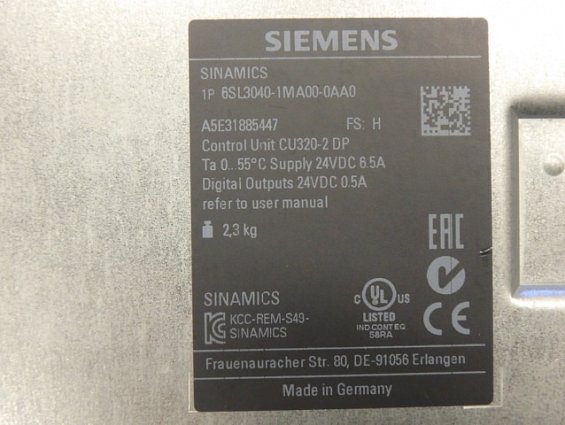 SIEMENS
SINAMICS
1P 6SL3040-1MA00-0AA0
A5E31885447 FS: H
Control Unit CU320-2 DP
Ta 0...55°C Supply 24VDC 6.5A
Digital Outputs 24VDC 0.5A
refer to user manual
2,3 kg
EAC
SINAMICS
KCC-REM-S49-
SINAMICS
C UL US
LISTED
IND CONT EQ
58RA
CE
Frauenauracher Str. 80, DE-91056 Erlangen
Made in Germany